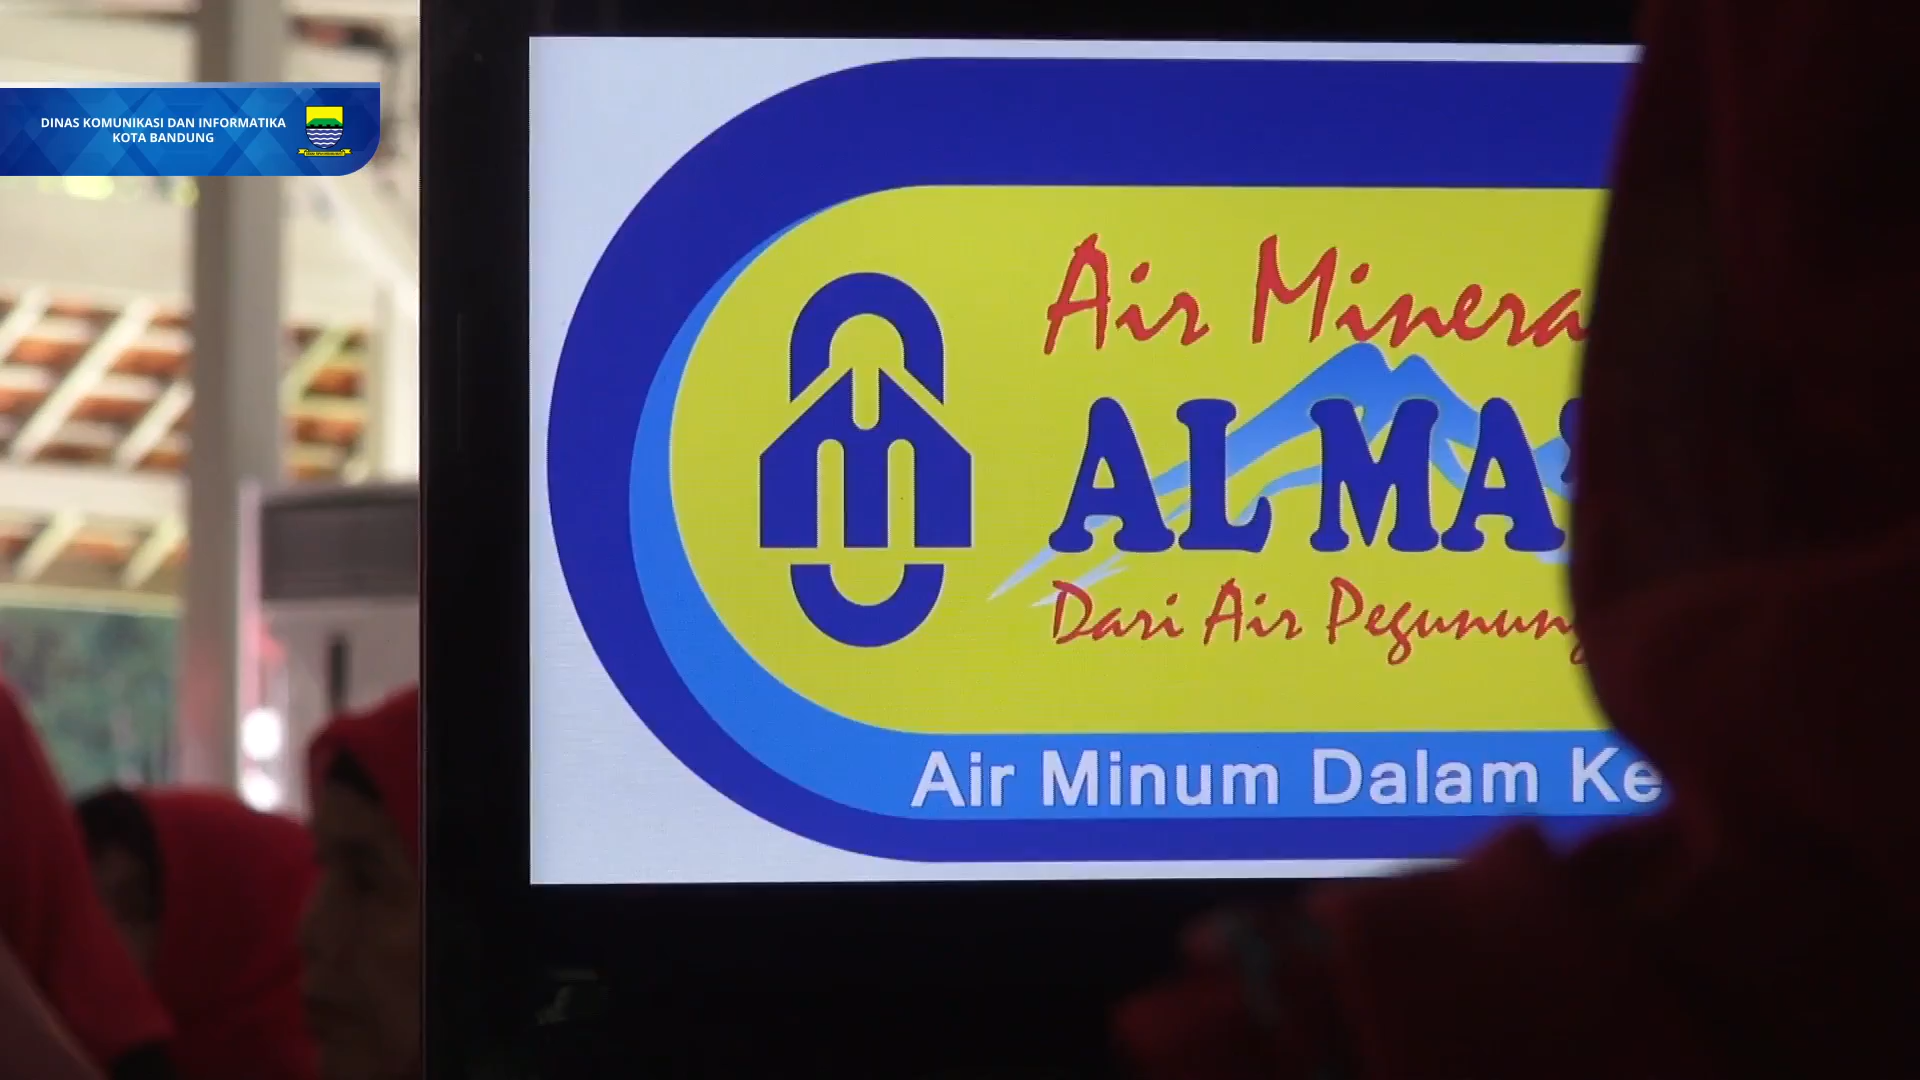 DINAS KOMUNIKASI DAN INFORMATIKA
KOTA BANDUNG
Air Minera
AL MA
Dari Air Pegunung
Air Minum Dalam Ke